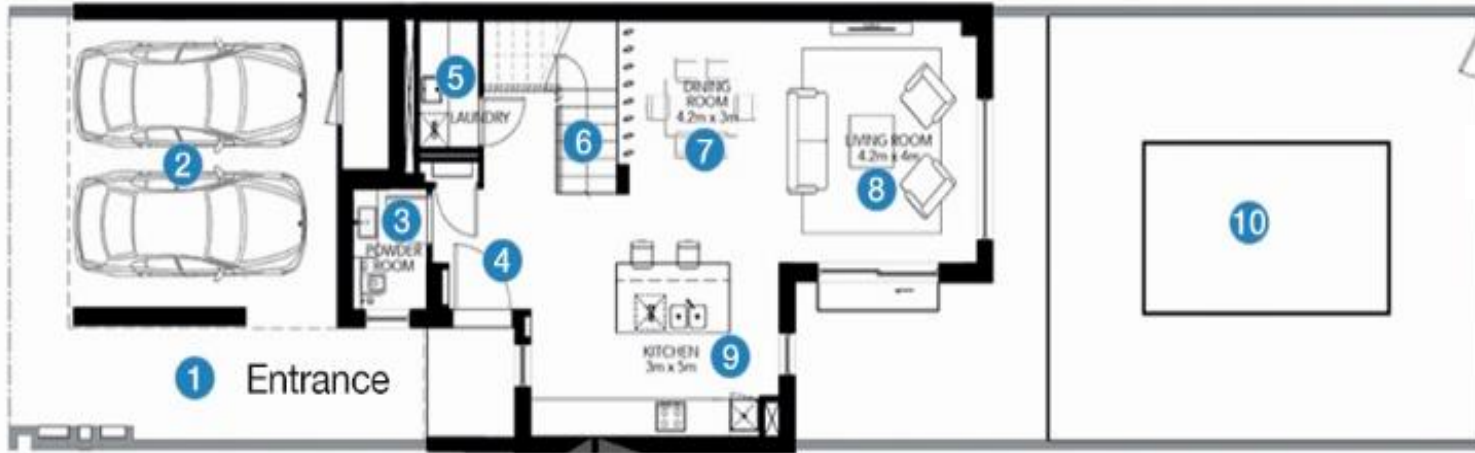 5
LAUNDRY
2
6
DINING
ROOM
4.2m x 3m
7
LIVING ROOM
4.2m x 4m
8
3
POWDER
ROOM
4
10
KITCHEN
3m x 5m
9
1 Entrance